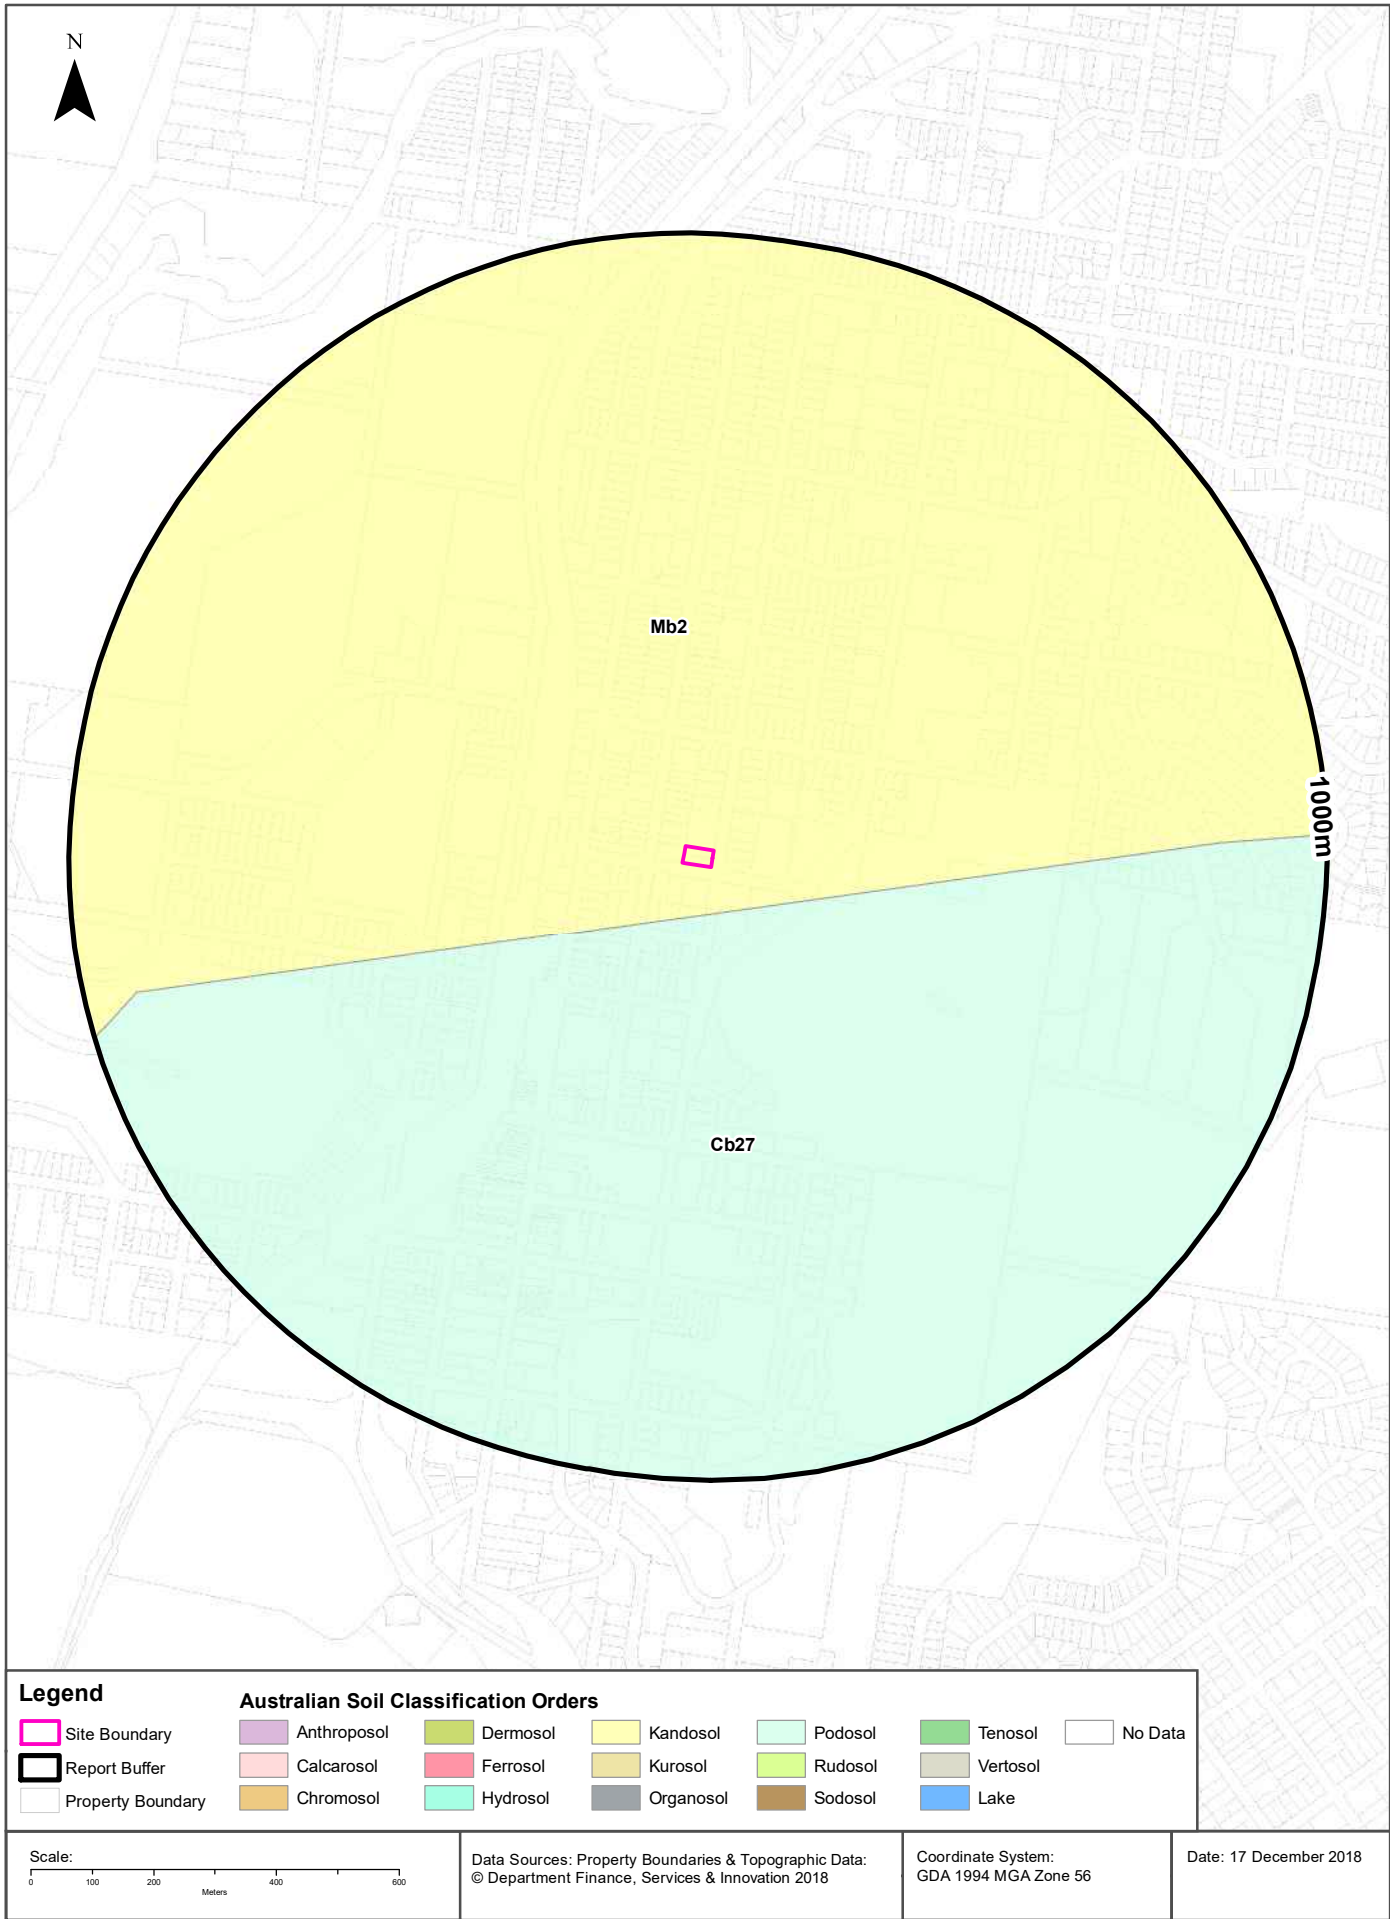 N
Mb2
1000m
Cb27
Legend
Site Boundary
Report Buffer
Property Boundary
Australian Soil Classification Orders
Anthroposol
Calcarosol
Chromosol
Dermosol
Ferrosol
Hydrosol
Kandosol
Kurosol
Organosol
Podosol
Rudosol
Sodosol
Tenosol
Vertosol
Lake
No Data
Scale:
0 100 200 400 600
Meters
Data Sources: Property Boundaries & Topographic Data:
© Department Finance, Services & Innovation 2018
Coordinate System:
GDA 1994 MGA Zone 56
Date: 17 December 2018